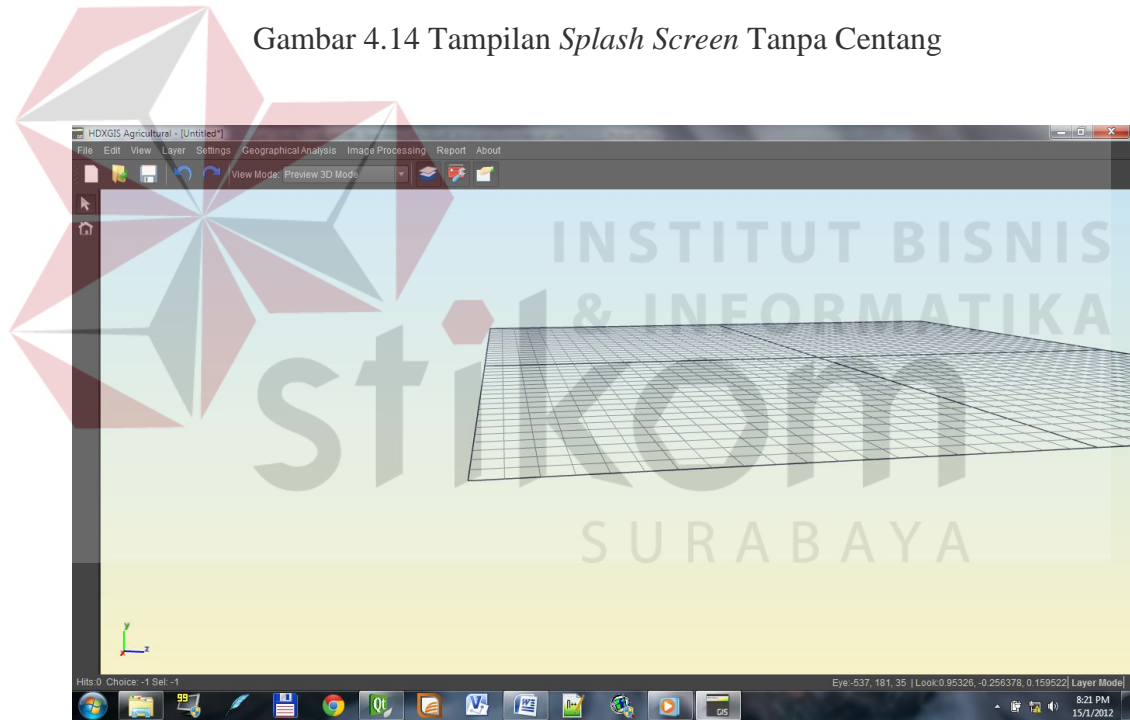 Gambar 4.14 Tampilan Splash Screen Tanpa Centang
HDXGIS Agricultural - [Untitled*]
File Edit View Layer Settings Geographical Analysis Image Processing Report About
View Mode: Preview 3D Mode
INSTITUT BISNIS
& INFORMATIKA
stikom
SURABAYA
y
x z
Hits:0 Choice: -1 Sel: -1
Eye:-537, 181, 35 | Look:0.95326, -0.256378, 0.159522| Layer Mode
99
Qt
GIS
8:21 PM
15/1/2012